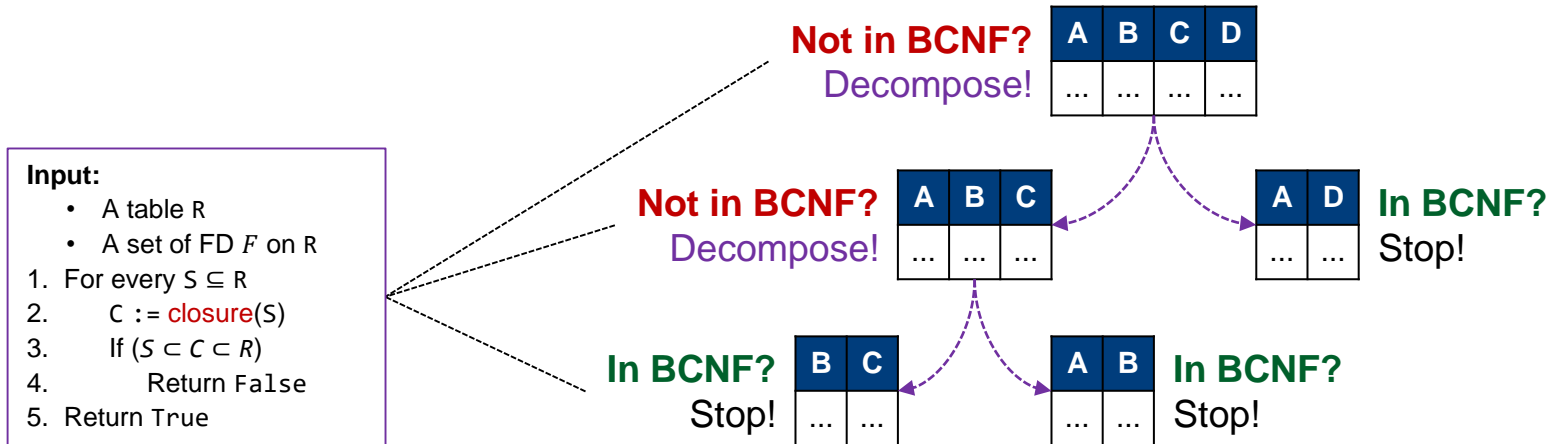 Input:
• A table R
• A set of FD F on R
1. For every S ⊆ R
2. C := closure(S)
3. If (S ⊂ C ⊂ R)
4. Return False
5. Return True
Not in BCNF?
Decompose!
A B C D
... ... ... ...
Not in BCNF?
Decompose!
A B C
... ... ...
A D
... ...
In BCNF?
Stop!
In BCNF?
Stop!
B C
... ...
A B
... ...
In BCNF?
Stop!